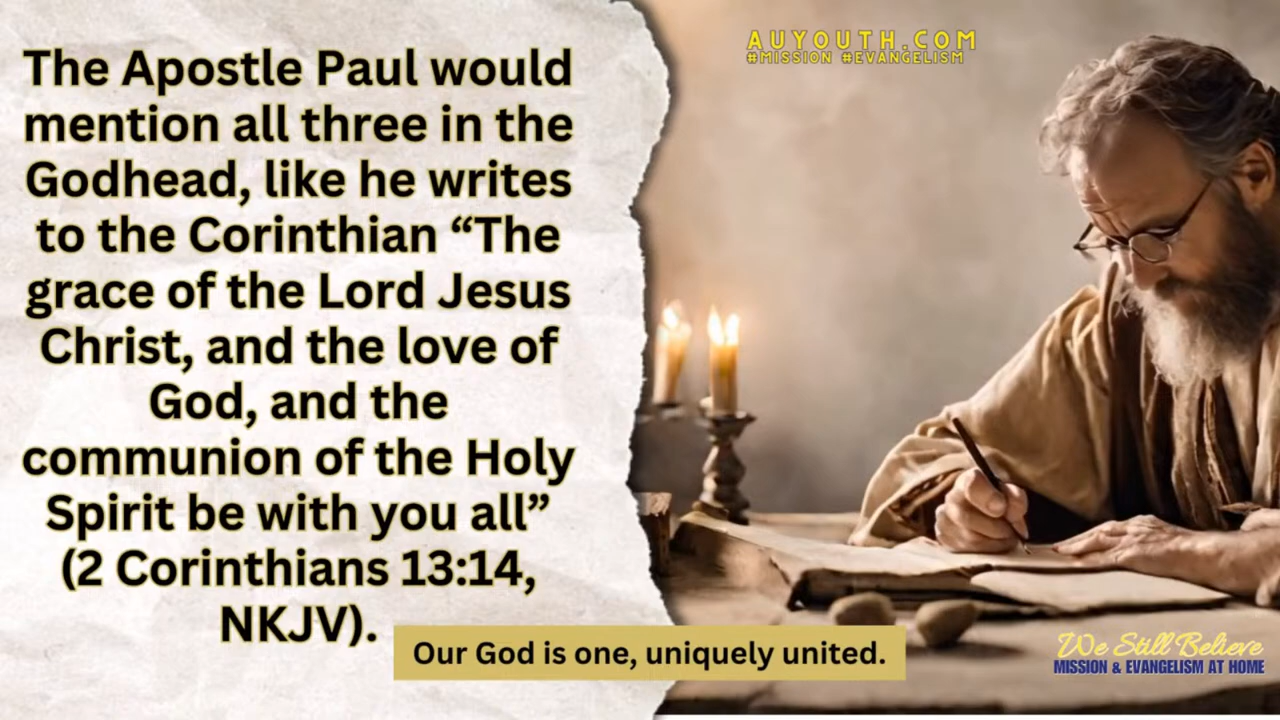 The Apostle Paul would
mention all three in the
Godhead, like he writes
to the Corinthian “The
grace of the Lord Jesus
Christ, and the love of
God, and the
communion of the Holy
Spirit be with you all”
(2 Corinthians 13:14,
NKJV).
Our God is one, uniquely united.
AUYOUTH.COM
#MISSION #EVANGELISM
We Still Believe
MISSION & EVANGELISM AT HOME